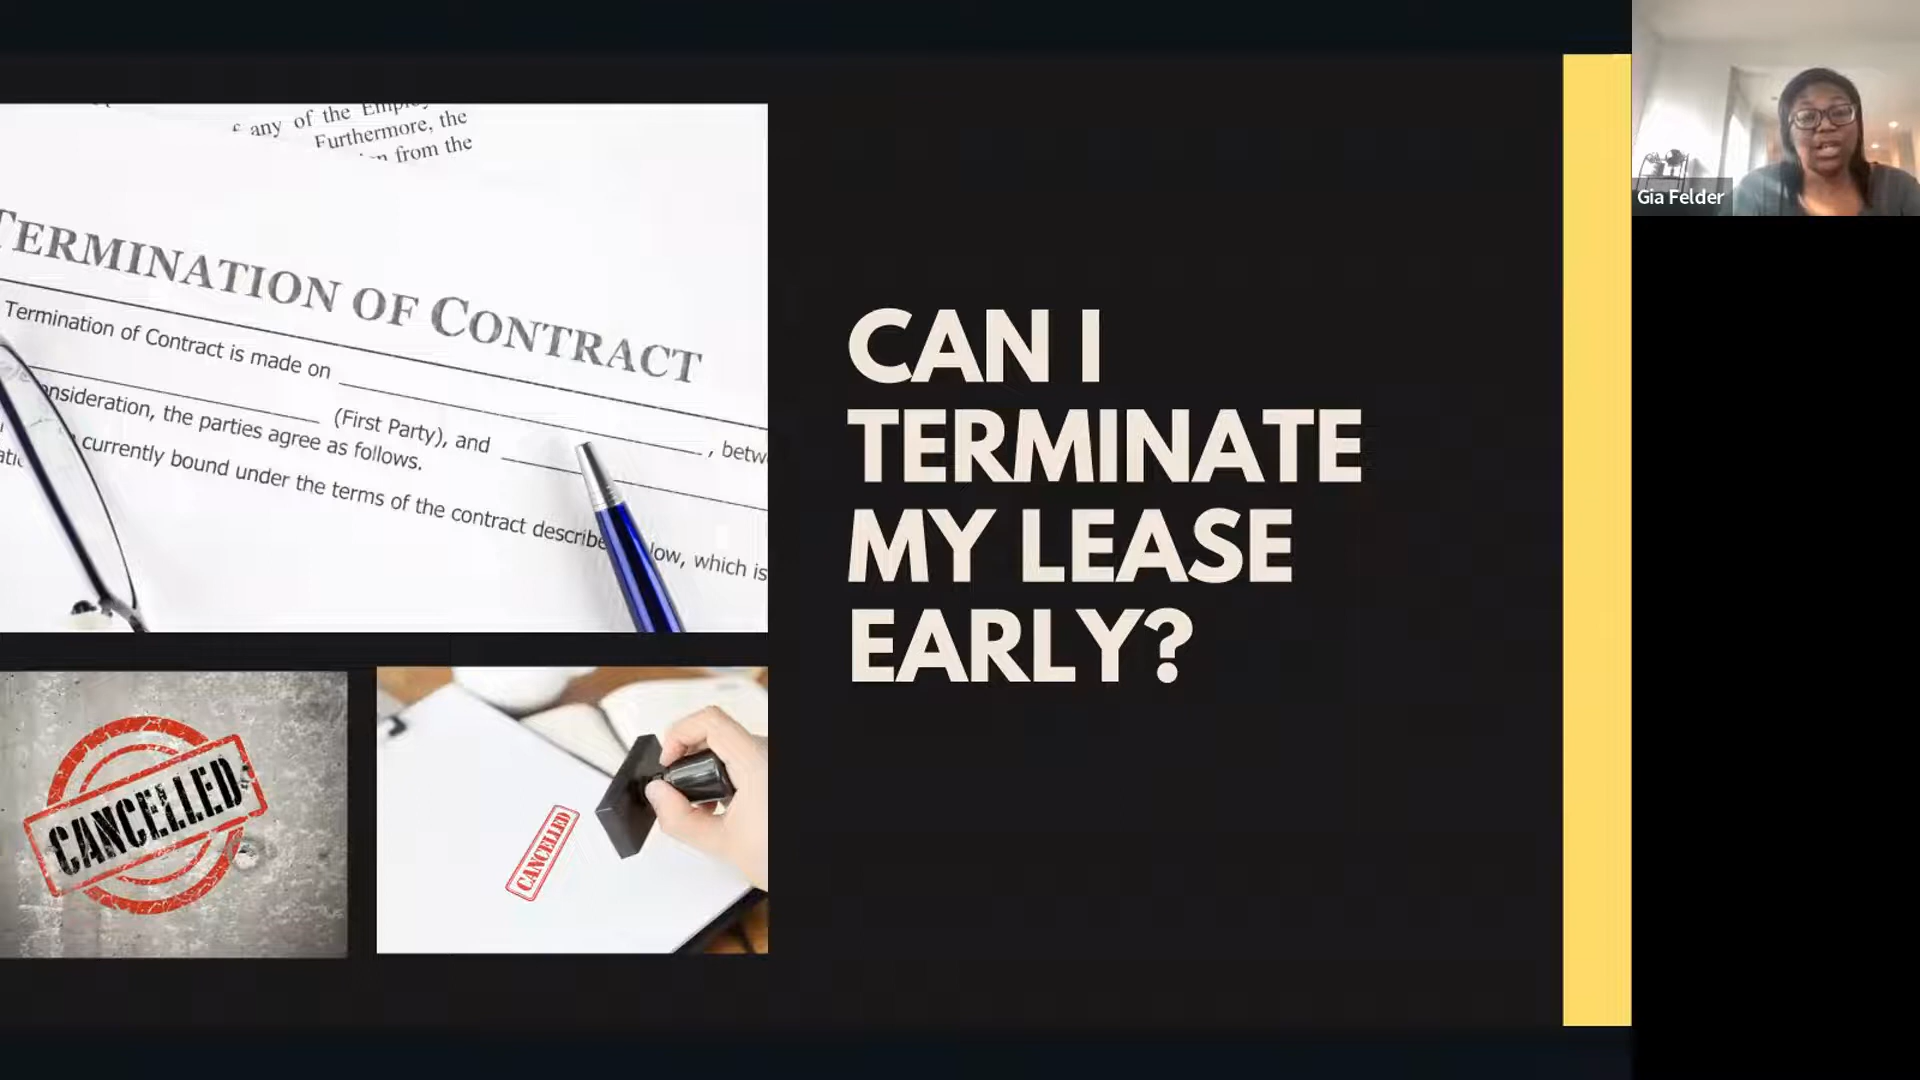 any of the
Furthermore, the
from the
TERMINATION OF CONTRACT
Termination of Contract is made on
, betw
(First Party), and
onsideration, the parties agree as follows.
currently bound under the terms of the contract describe low, which is
CANCELLED
CANCELLED
CAN I
TERMINATE
MY LEASE
EARLY?
Gia Felder